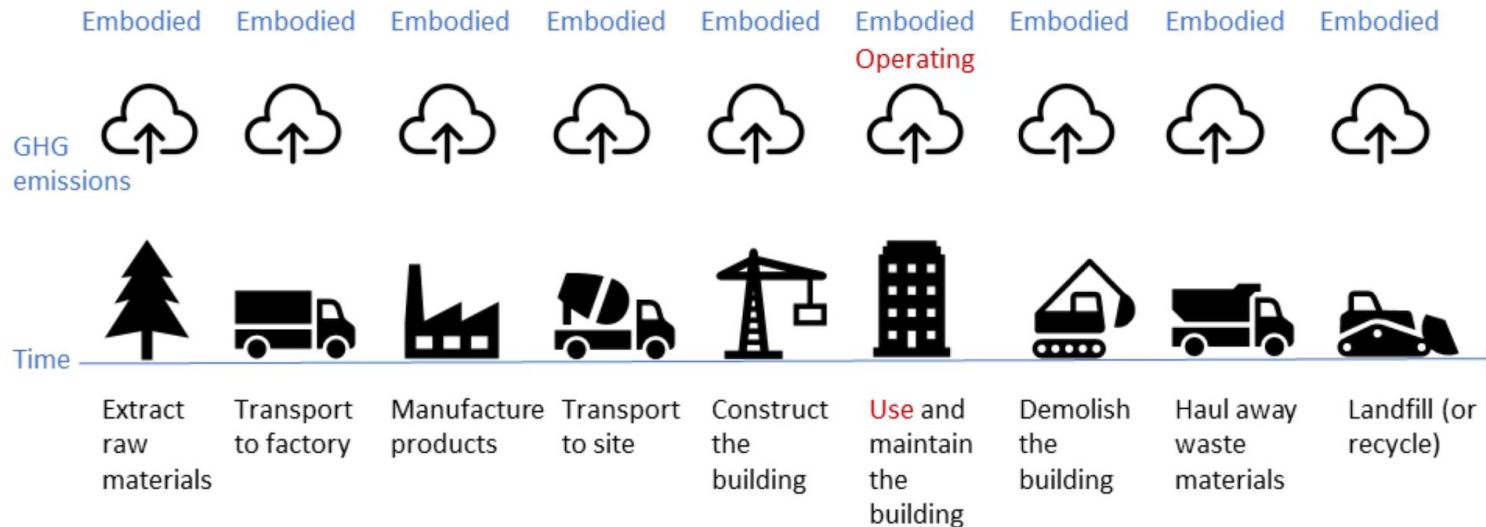 Embodied Embodied Embodied Embodied Embodied Embodied Embodied Embodied Embodied
Operating
GHG
emissions
Time
Extract
raw
materials
Transport
to factory
Manufacture
products
Transport
to site
Construct
the
building
Use and
maintain
the
building
Demolish
the
building
Haul away
waste
materials
Landfill (or
recycle)